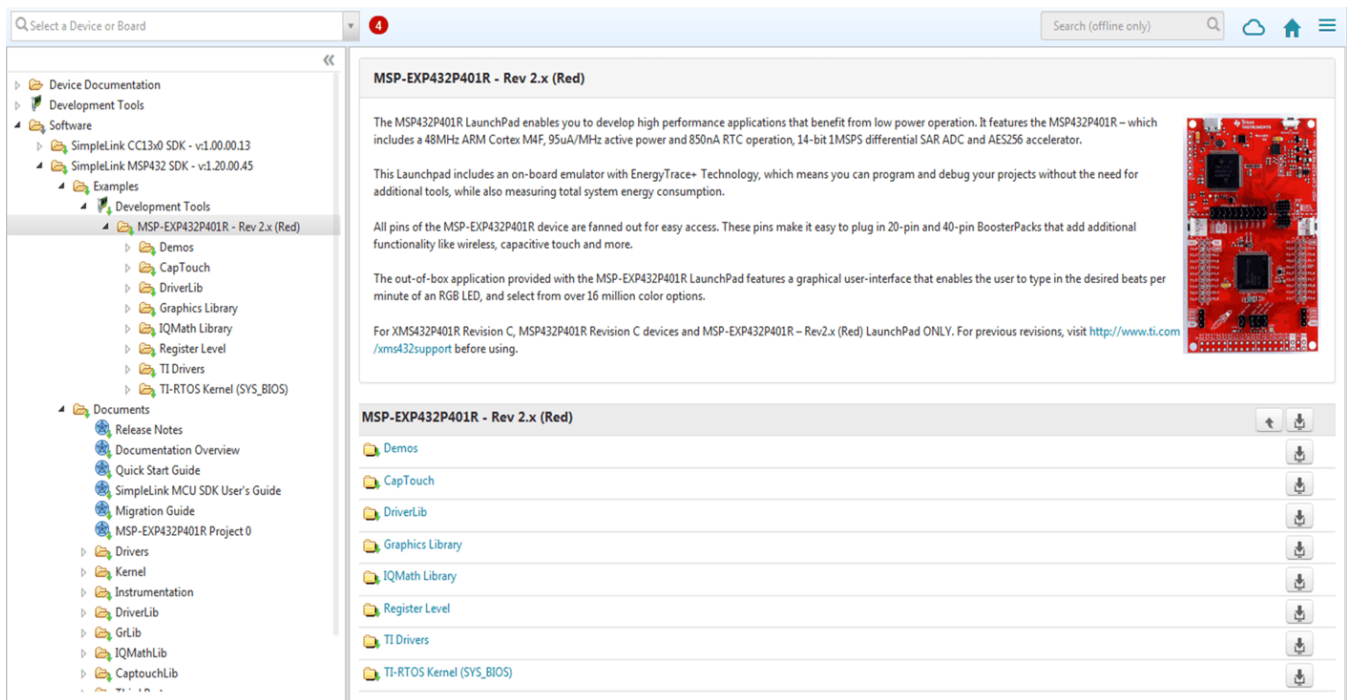 Select a Device or Board
4
Search (offline only)
Device Documentation
Development Tools
Software
SimpleLink CC13x0 SDK - v:1.00.00.13
SimpleLink MSP432 SDK - v:1.20.00.45
Examples
Development Tools
MSP-EXP432P401R - Rev 2.x (Red)
Demos
CapTouch
DriverLib
Graphics Library
IQMath Library
Register Level
TI Drivers
TI-RTOS Kernel (SYS_BIOS)
Documents
Release Notes
Documentation Overview
Quick Start Guide
SimpleLink MCU SDK User's Guide
Migration Guide
MSP-EXP432P401R Project 0
Drivers
Kernel
Instrumentation
DriverLib
GrLib
IQMathLib
CaptouchLib
MSP-EXP432P401R - Rev 2.x (Red)
The MSP432P401R LaunchPad enables you to develop high performance applications that benefit from low power operation. It features the MSP432P401R – which
includes a 48MHz ARM Cortex M4F, 95uA/MHz active power and 850nA RTC operation, 14-bit 1MSPS differential SAR ADC and AES256 accelerator.
This Launchpad includes an on-board emulator with EnergyTrace+ Technology, which means you can program and debug your projects without the need for
additional tools, while also measuring total system energy consumption.
All pins of the MSP-EXP432P401R device are fanned out for easy access. These pins make it easy to plug in 20-pin and 40-pin BoosterPacks that add additional
functionality like wireless, capacitive touch and more.
The out-of-box application provided with the MSP-EXP432P401R LaunchPad features a graphical user-interface that enables the user to type in the desired beats per
minute of an RGB LED, and select from over 16 million color options.
For XMS432P401R Revision C, MSP432P401R Revision C devices and MSP-EXP432P401R – Rev2.x (Red) LaunchPad ONLY. For previous revisions, visit http://www.ti.com
/xms432support before using.
MSP-EXP432P401R - Rev 2.x (Red)
Demos
CapTouch
DriverLib
Graphics Library
IQMath Library
Register Level
TI Drivers
TI-RTOS Kernel (SYS_BIOS)